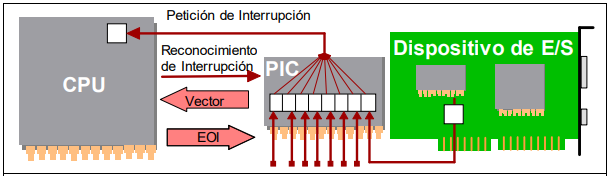 Petición de Interrupción
Reconocimiento
de Interrupción
CPU
PIC
Dispositivo de E/S
Vector
EOI